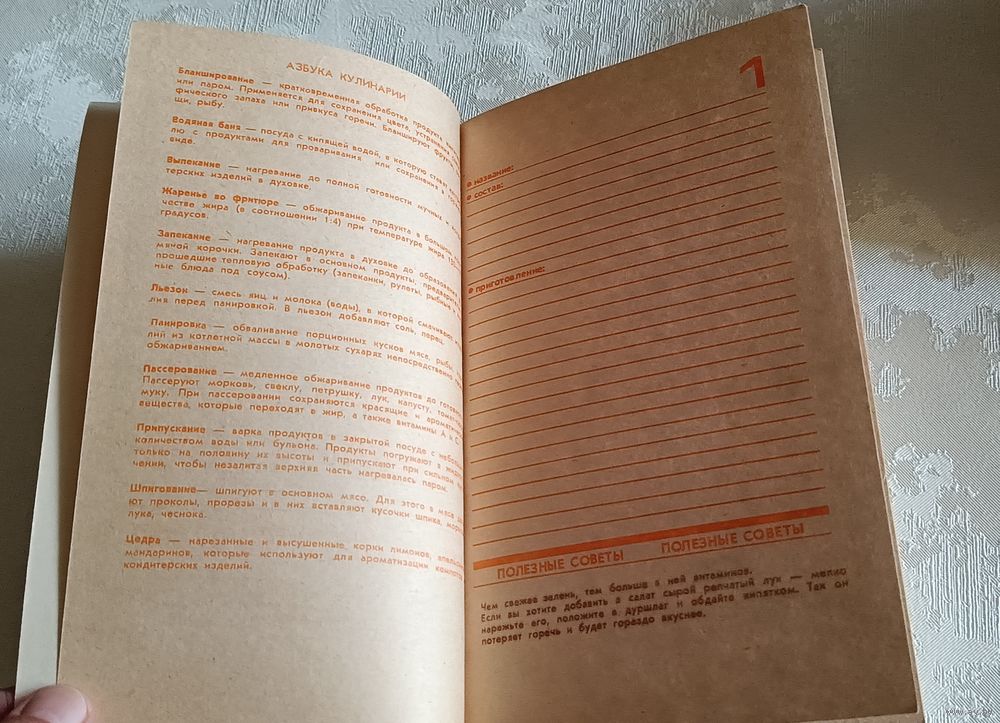 АЗБУКА КУЛИНАРИИ
Бланширование — кратковременная обработка продукта
или паром. Применяется для сохранения цвета, устранения
фического запаха или привкуса горечи. Бланшируют
щи, рыбу.
Водяная баня — посуда с кипящей водой, в которую ставят
лю с продуктами для проваривания или сохранения в
виде.
Выпекание — нагревание до полной готовности мучных и
терских изделий в духовке.
Жаренье во фритюре — обжаривание продукта в большом
честве жира (в соотношении 1:4) при температуре жира
градусов.
Запекание — нагревание продукта в духовке до
мяной корочки. Запекают в основном продукты,
прошедшие тепловую обработку (запеканки, рулеты, рыбные и
ные блюда под соусом).
Льезон — смесь яиц и молока (воды), в которой смачивают
лия перед панировкой. В льезон добавляют соль, перец.
Панировка — обваливание порционных кусков мяса, рыбы,
лий из котлетной массы в молотых сухарях непосредственно
обжариванием.
Пассерование — медленное обжаривание продуктов до
Пассеруют морковь, свеклу, петрушку, лук, капусту,
муку. При пассеровании сохраняются красящие и
вещества, которые переходят в жир, а также витамины А и С
Припускание — варка продуктов в закрытой посуде с
количеством воды или бульона. Продукты погружают в
только на половину их высоты и припускают при сильном
чении, чтобы незалитая верхняя часть нагревалась паром.
Шпигование— шпигуют в основном мясо. Для этого в мясе
ют проколы, прорезы и в них вставляют кусочки шпика,
лука, чеснока.
Цедра — нарезанные и высушенные корки лимонов,
мандаринов, которые используют для ароматизации
кондитерских изделий.
1
название:
состав:
приготовление:
ПОЛЕЗНЫЕ СОВЕТЫ ПОЛЕЗНЫЕ СОВЕТЫ
Чем свежее зелень, тем больше в ней витаминов.
Если вы хотите добавить в салат сырой репчатый лук — мелко
нарежьте его, положите в дуршлаг и обдайте кипятком. Так он
потеряет горечь и будет гораздо вкуснее.